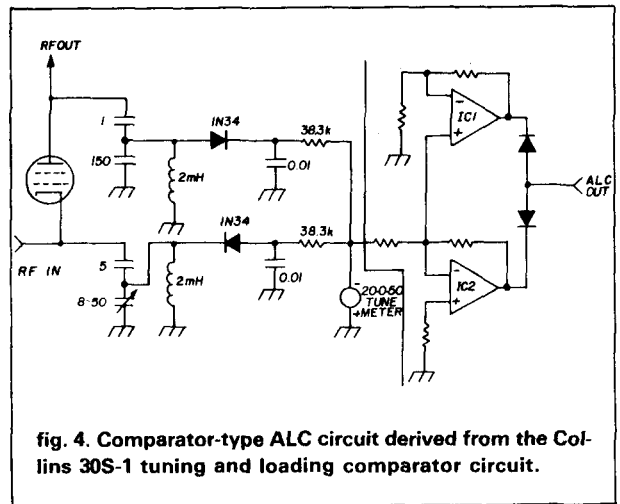 RF OUT
1
150
2mH
1N34
38.3k
0.01
RF IN
5
8-50
2mH
1N34
38.3k
0.01
-
20-0-50
TUNE
+METER
-
IC1
+
-
IC2
+
ALC
OUT
fig. 4. Comparator-type ALC circuit derived from the Col-
lins 30S-1 tuning and loading comparator circuit.